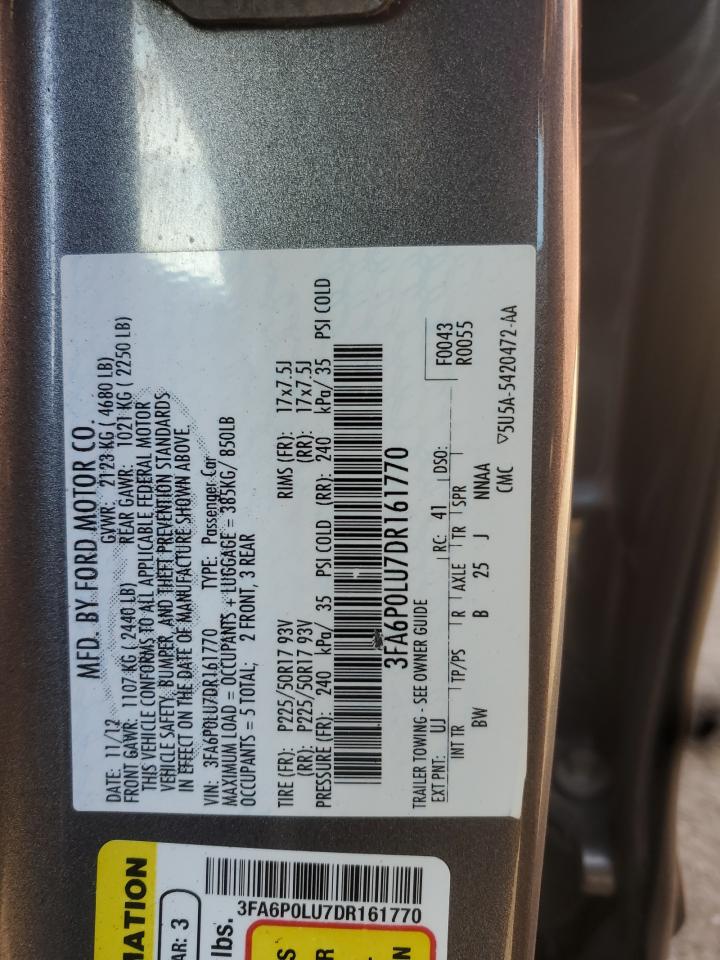 MFD. BY FORD MOTOR CO.
DATE: 11/12 GVWR: 2123 KG ( 4680 LB)
FRONT GAWR: 1107 KG ( 2440 LB) REAR GAWR: 1021 KG ( 2250 LB)
THIS VEHICLE CONFORMS TO ALL APPLICABLE FEDERAL MOTOR
VEHICLE SAFETY, BUMPER, AND THEFT PREVENTION STANDARDS
IN EFFECT ON THE DATE OF MANUFACTURE SHOWN ABOVE.
VIN: 3FA6P0LU7DR161770 TYPE: Passenger Car
MAXIMUM LOAD = OCCUPANTS + LUGGAGE = 385KG/ 850LB
OCCUPANTS = 5 TOTAL; 2 FRONT, 3 REAR
TIRE (FR): P225/50R17 93V RIMS (FR): 17x7.5J
(RR): P225/50R17 93V (RR): 17x7.5J
PRESSURE (FR): 240 kPa/ 35 PSI COLD (RR): 240 kPa/ 35 PSI COLD
3FA6P0LU7DR161770
F0043
R0055
TRAILER TOWING - SEE OWNER GUIDE
EXT PNT: UJ RC: 41 DSO:
INT TR TP/PS R AXLE TR SPR
BW B 25 J NNAA
CMC ▽5U5A-5420472-AA
MATION
AR: 3
lbs.
3FA6P0LU7DR161770
S
R
N